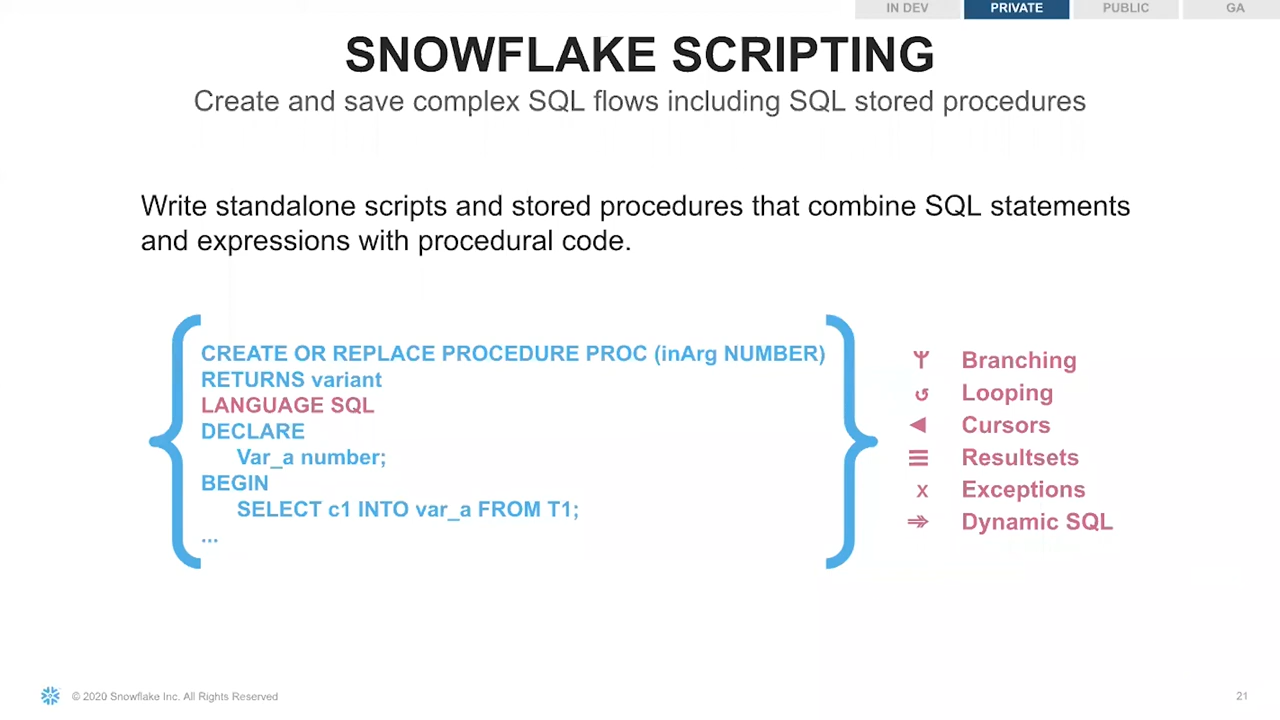 IN DEV PRIVATE PUBLIC GA
SNOWFLAKE SCRIPTING
Create and save complex SQL flows including SQL stored procedures
Write standalone scripts and stored procedures that combine SQL statements
and expressions with procedural code.
CREATE OR REPLACE PROCEDURE PROC (inArg NUMBER)
RETURNS variant
LANGUAGE SQL
DECLARE
Var_a number;
BEGIN
SELECT c1 INTO var_a FROM T1;
...
Branching
Looping
Cursors
Resultsets
x Exceptions
Dynamic SQL
© 2020 Snowflake Inc. All Rights Reserved
21